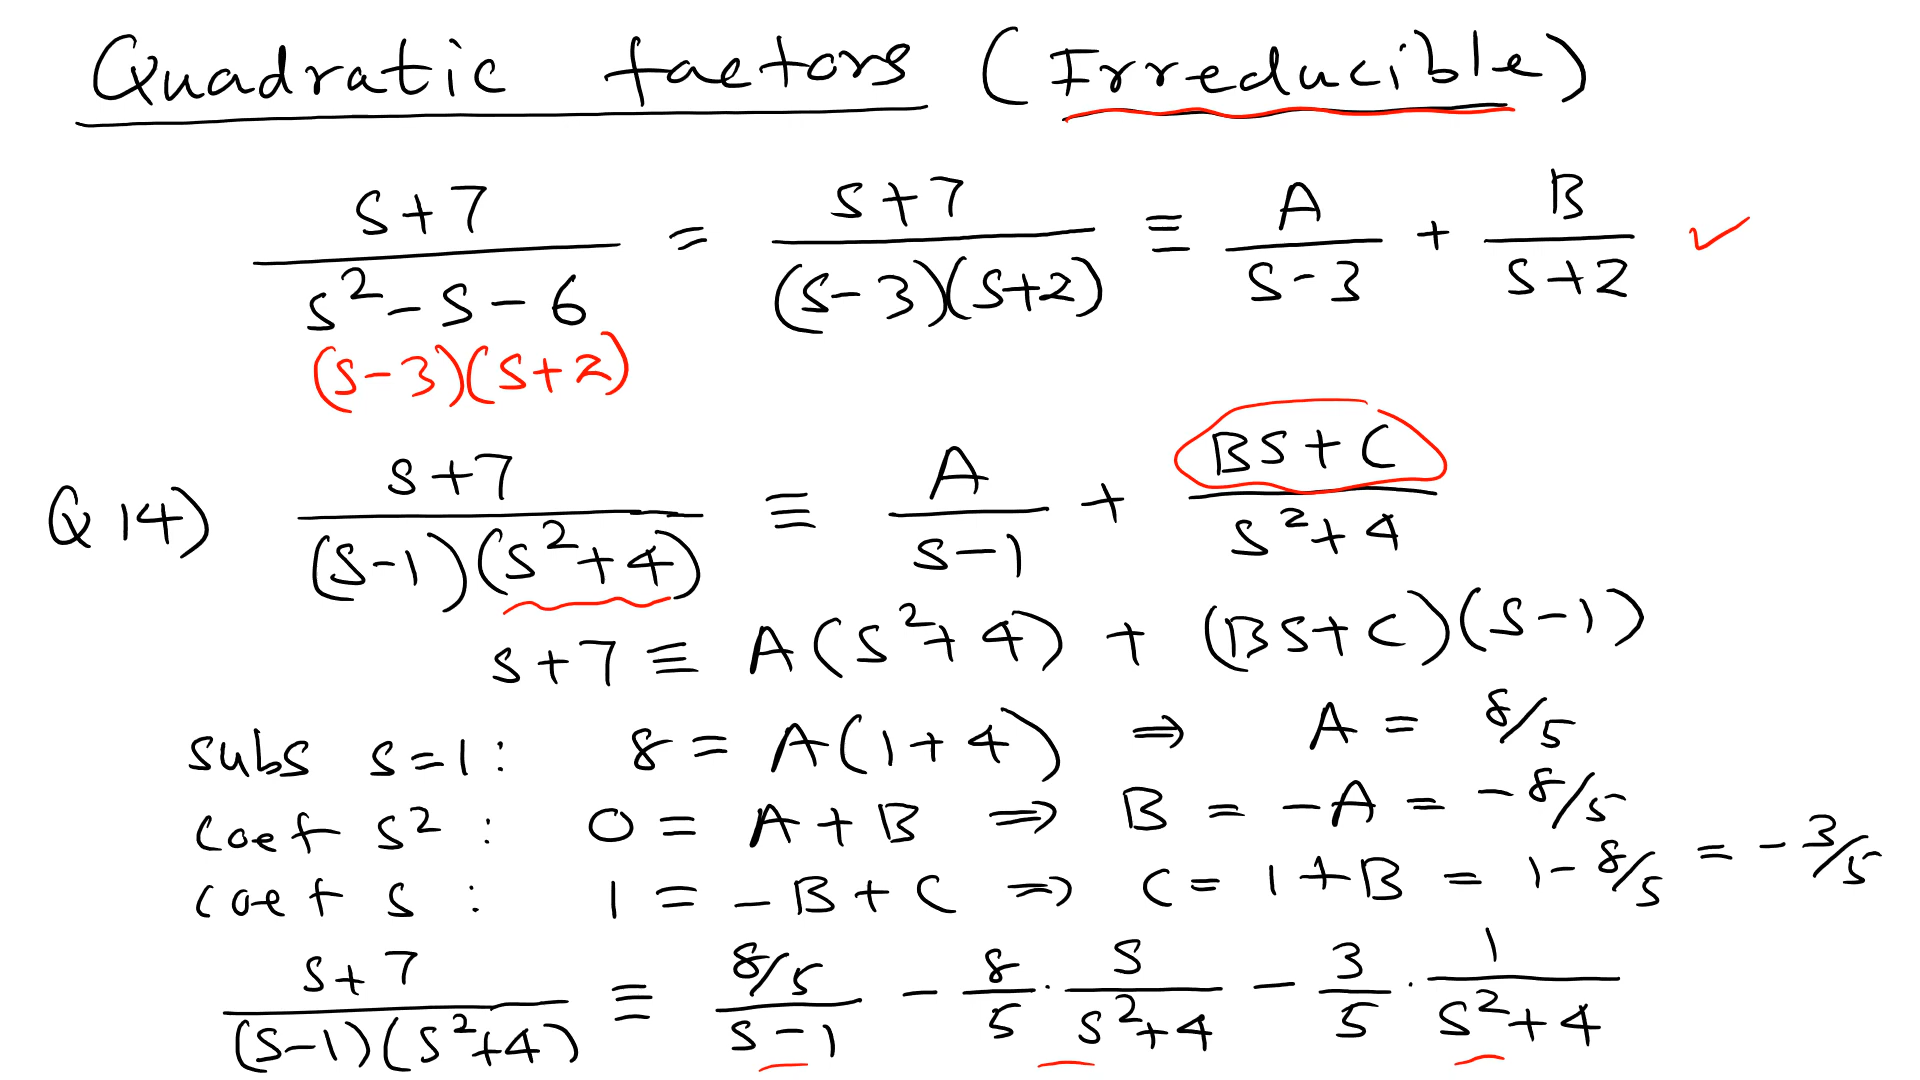 Quadratic factors (Irreducible)
(s+7)/(s²-s-6) = (s+7)/((s-3)(s+2)) ≡ A/(s-3) + B/(s+2) ✓
(s-3)(s+2)
Q 14) (s+7)/((s-1)(s²+4)) ≡ A/(s-1) + (Bs+C)/(s²+4)
s+7 ≡ A(s²+4) + (Bs+C)(s-1)
subs s=1: 8 = A(1+4) ⇒ A = 8/5
coef s² : 0 = A+B ⇒ B = -A = -8/5
coef s : 1 = -B+C ⇒ C = 1+B = 1-8/5 = -3/5
(s+7)/((s-1)(s²+4)) ≡ (8/5)/(s-1) - 8/5 · s/(s²+4) - 3/5 · 1/(s²+4)